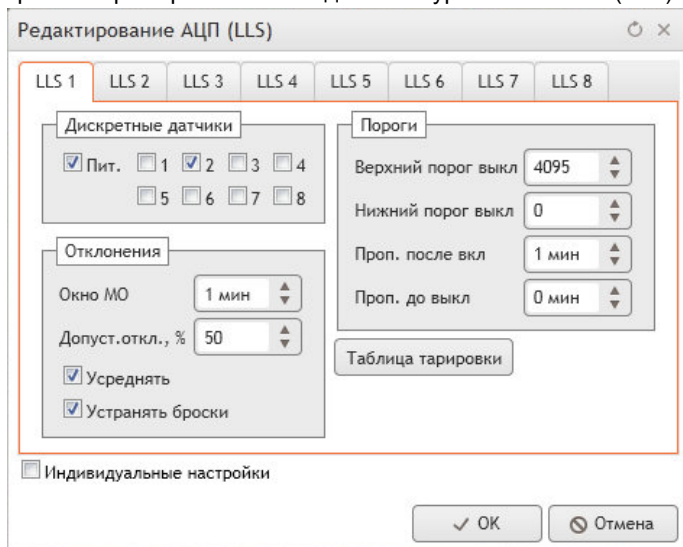 Редактирование АЦП (LLS)
LLS 1 LLS 2 LLS 3 LLS 4 LLS 5 LLS 6 LLS 7 LLS 8
Дискретные датчики
Пит. 1 2 3 4
5 6 7 8
Отклонения
Окно МО 1 мин
Допуст.откл., % 50
Усреднять
Устранять броски
Пороги
Верхний порог выкл 4095
Нижний порог выкл 0
Проп. после вкл 1 мин
Проп. до выкл 0 мин
Таблица тарировки
Индивидуальные настройки
OK Отмена